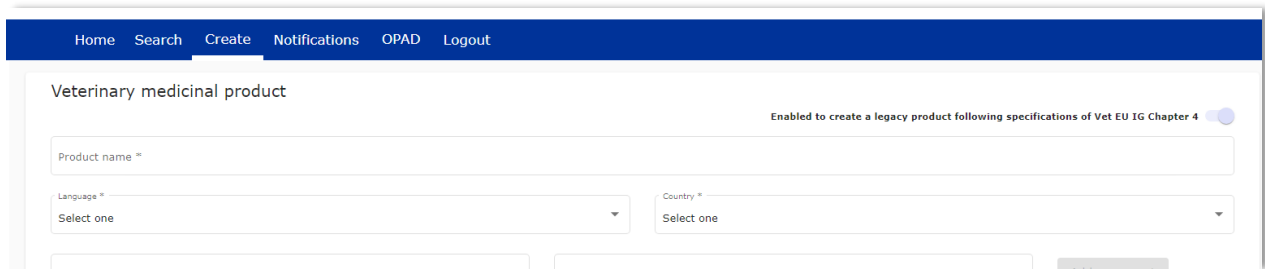 Home Search Create Notifications OPAD Logout
Veterinary medicinal product
Enabled to create a legacy product following specifications of Vet EU IG Chapter 4
Product name *
Language * Country *
Select one Select one